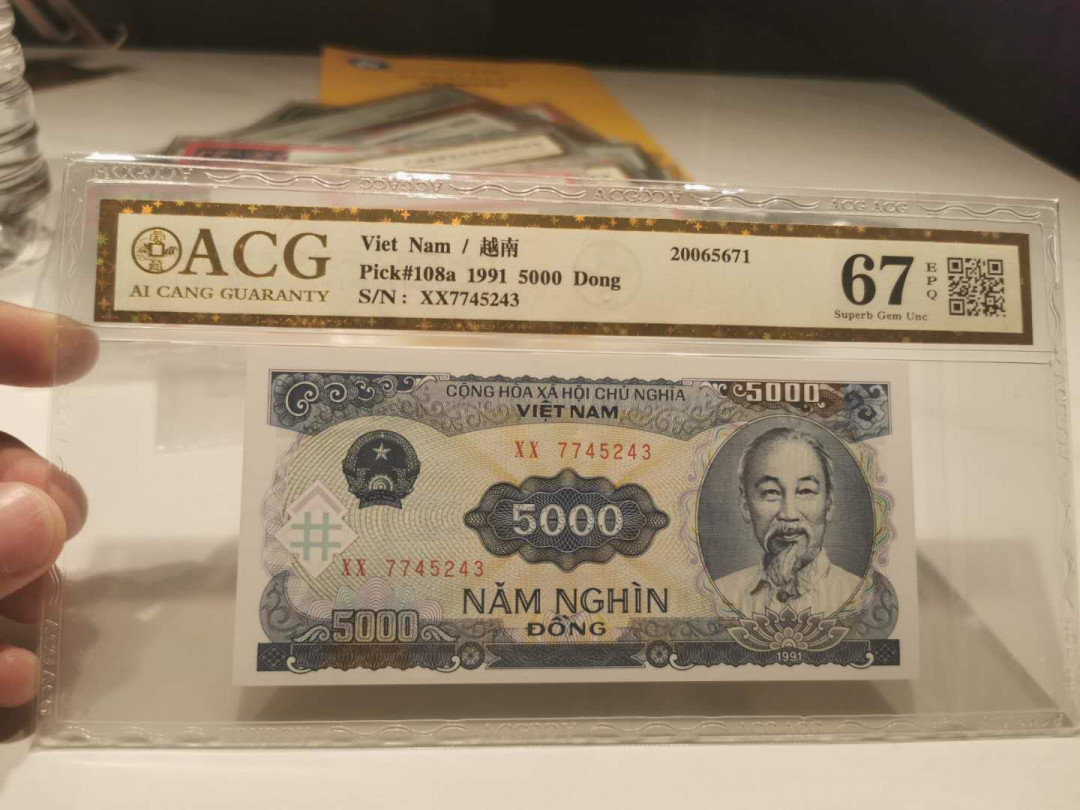 ACG
AI CANG GUARANTY
Viet Nam / 越南
Pick#108a 1991 5000 Dong
S/N: XX7745243
20065671
67
EPQ
Superb Gem Unc
CỘNG HÒA XÃ HỘI CHỦ NGHĨA
VIỆT NAM
5000
XX 7745243
5000
XX 7745243
NĂM NGHÌN
ĐỒNG
5000
1991